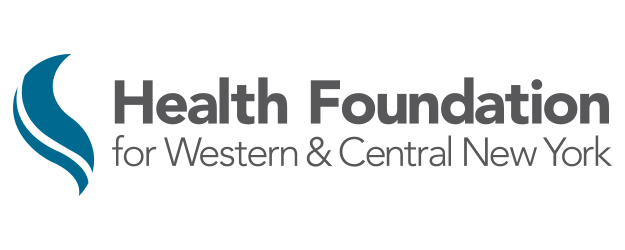 Health Foundation
for Western & Central New York